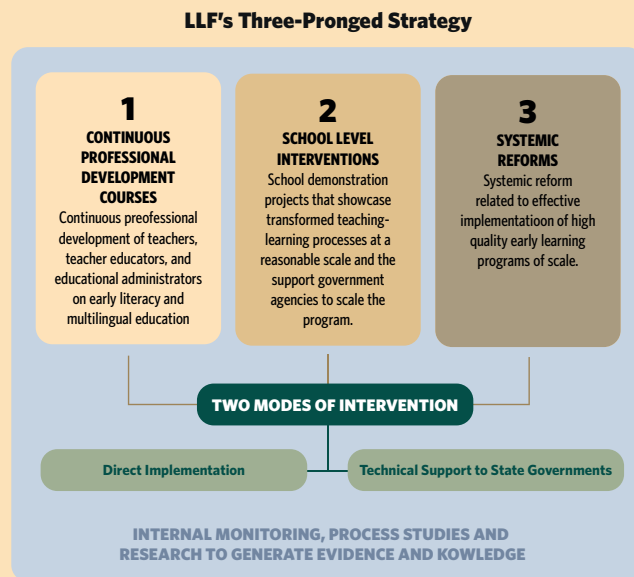 LLF's Three-Pronged Strategy
1
CONTINUOUS
PROFESSIONAL
DEVELOPMENT
COURSES
Continuous preofessional
development of teachers,
teacher educators, and
educational administrators
on early literacy and
multilingual education
2
SCHOOL LEVEL
INTERVENTIONS
School demonstration
projects that showcase
transformed teaching-
learning processes at a
reasonable scale and the
support government
agencies to scale the
program.
3
SYSTEMIC
REFORMS
Systemic reform
related to effective
implementatioon of high
quality early learning
programs of scale.
TWO MODES OF INTERVENTION
Direct Implementation
Technical Support to State Governments
INTERNAL MONITORING, PROCESS STUDIES AND
RESEARCH TO GENERATE EVIDENCE AND KOWLEDGE